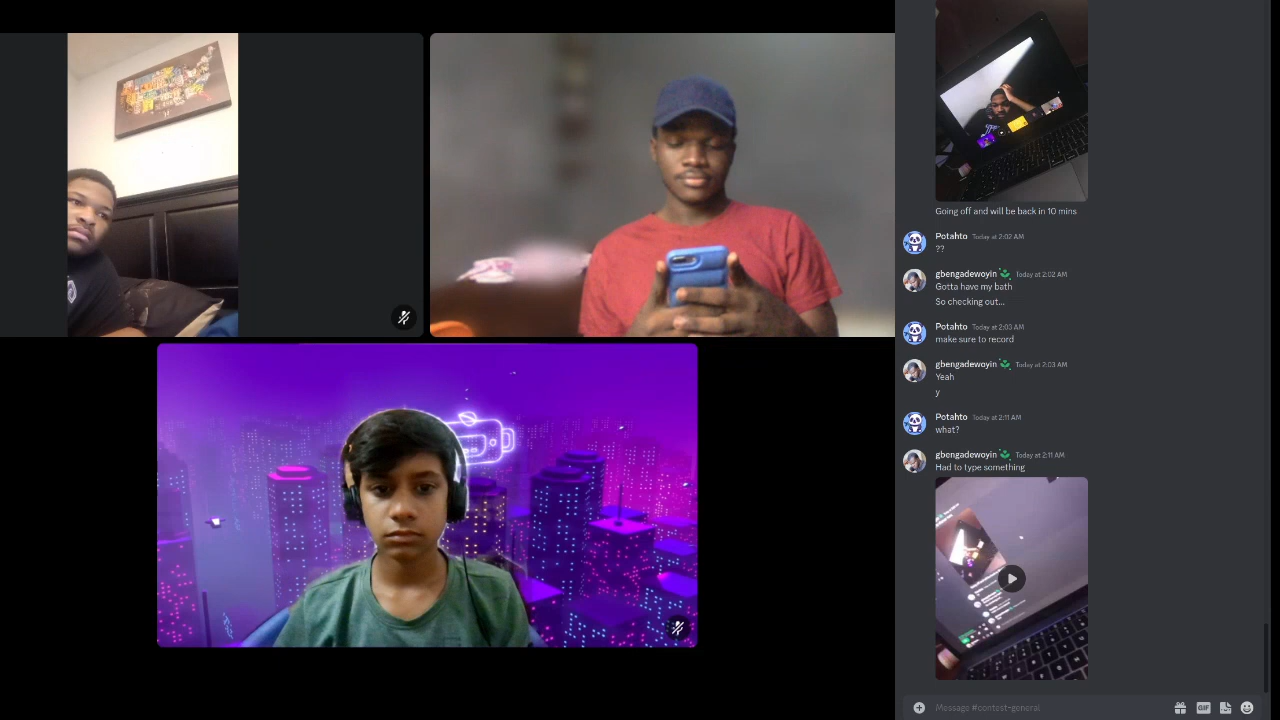 Going off and will be back in 10 mins
Potahto Today at 2:02 AM
??
gbengadewoyin Today at 2:02 AM
Gotta have my bath
So checking out...
Potahto Today at 2:03 AM
make sure to record
gbengadewoyin Today at 2:03 AM
Yeah
y
Potahto Today at 2:11 AM
what?
gbengadewoyin Today at 2:11 AM
Had to type something
Message #contest-general
GIF